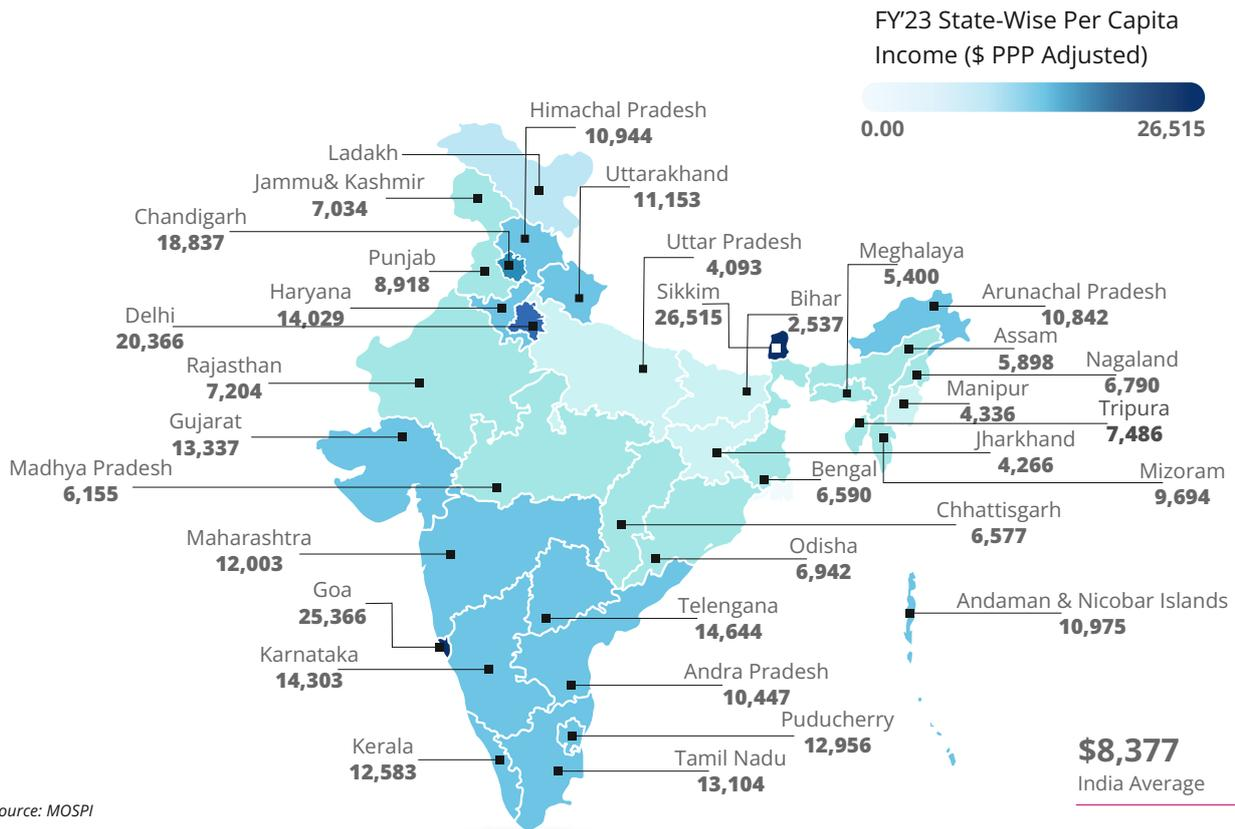 FY'23 State-Wise Per Capita
Income ($ PPP Adjusted)
0.00
26,515
Himachal Pradesh
10,944
Ladakh
Jammu& Kashmir
7,034
Uttarakhand
11,153
Chandigarh
18,837
Punjab
8,918
Uttar Pradesh
4,093
Meghalaya
5,400
Haryana
14,029
Sikkim
26,515
Bihar
2,537
Arunachal Pradesh
10,842
Delhi
20,366
Assam
5,898
Rajasthan
7,204
Nagaland
6,790
Manipur
4,336
Tripura
7,486
Gujarat
13,337
Jharkhand
4,266
Madhya Pradesh
6,155
Bengal
6,590
Mizoram
9,694
Chhattisgarh
6,577
Maharashtra
12,003
Odisha
6,942
Goa
25,366
Telengana
14,644
Andaman & Nicobar Islands
10,975
Karnataka
14,303
Andra Pradesh
10,447
Puducherry
12,956
Kerala
12,583
Tamil Nadu
13,104
$8,377
India Average
ource: MOSPI